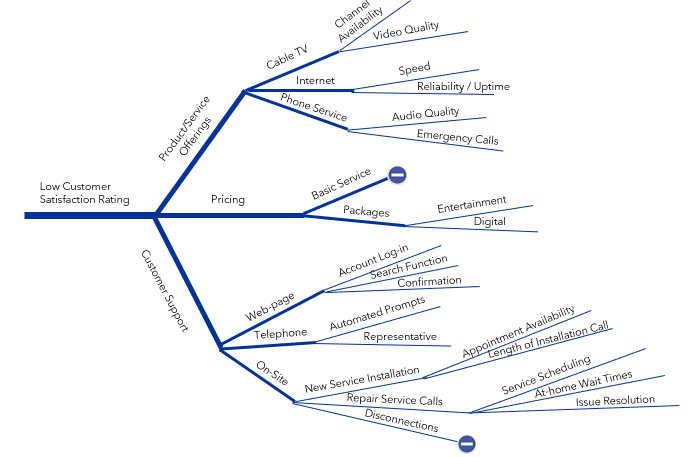 Channel
Availability
Video Quality
Cable TV
Speed
Internet
Reliability / Uptime
Phone Service
Audio Quality
Emergency Calls
Product/Service
Offerings
Low Customer
Satisfaction Rating
Pricing
Basic Service
Packages
Entertainment
Digital
Customer Support
Web-page
Account Log-in
Search Function
Confirmation
Telephone
Automated Prompts
Representative
On-Site
New Service Installation
Appointment Availability
Length of Installation Call
Repair Service Calls
Service Scheduling
At-home Wait Times
Issue Resolution
Disconnections